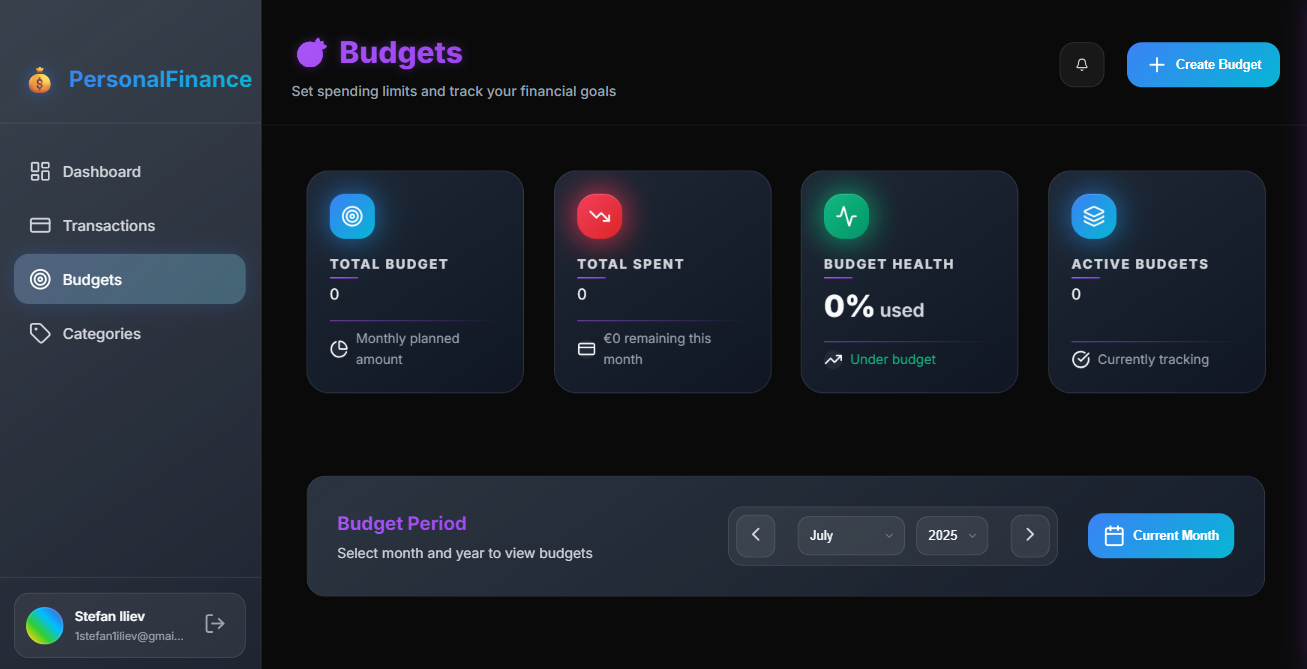 PersonalFinance
Dashboard
Transactions
Budgets
Categories
Stefan Iliev
1stefan1iliev@gmai...
Budgets
Set spending limits and track your financial goals
Create Budget
TOTAL BUDGET
0
Monthly planned
amount
TOTAL SPENT
0
€0 remaining this
month
BUDGET HEALTH
0% used
Under budget
ACTIVE BUDGETS
0
Currently tracking
Budget Period
Select month and year to view budgets
July
2025
Current Month